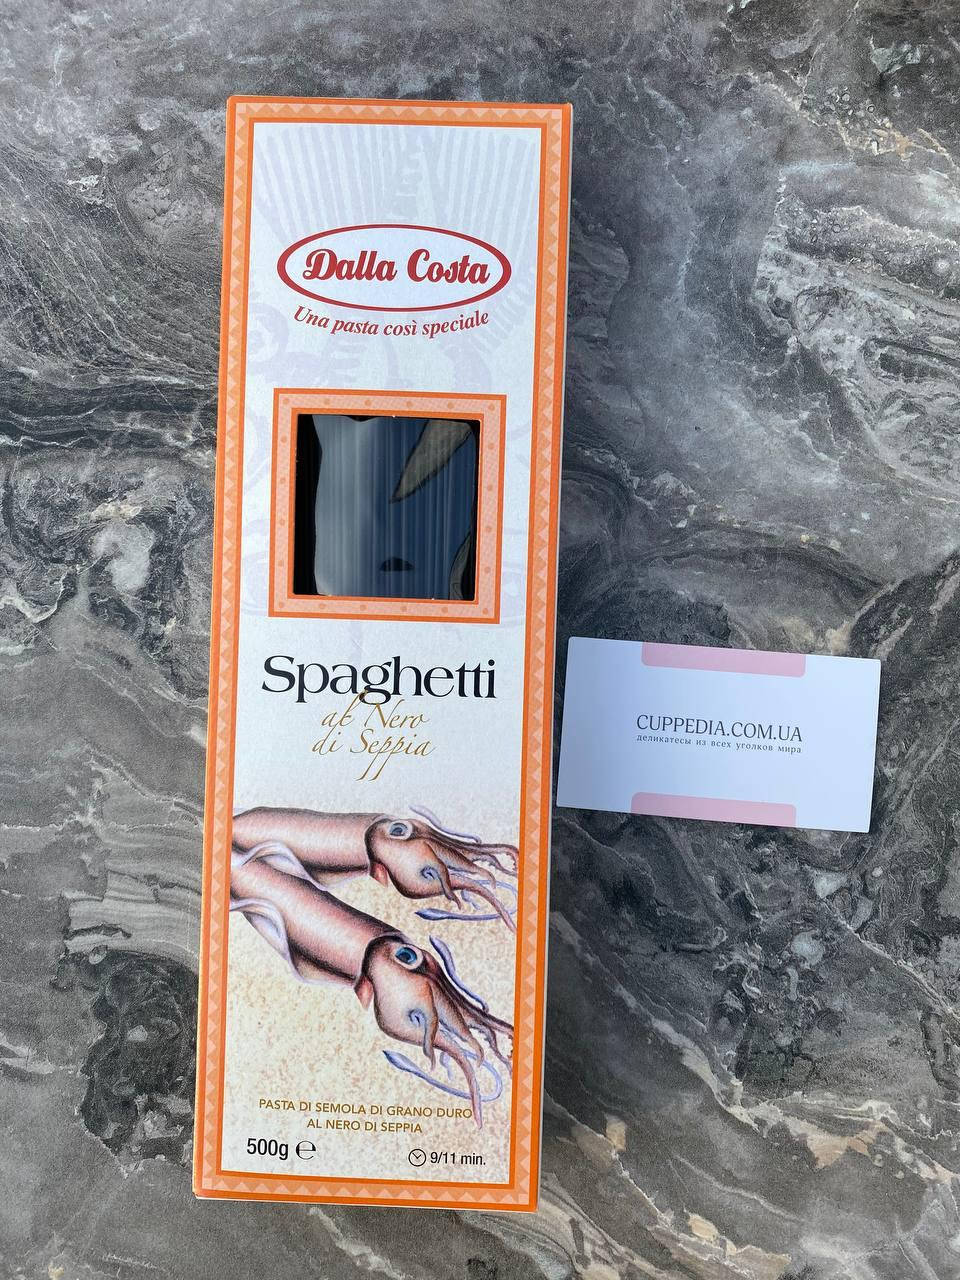 Dalla Costa
Una pasta così speciale
Spaghetti
al Nero
di Seppia
CUPPEDIA.COM.UA
деликатесы из всех уголков мира
PASTA DI SEMOLA DI GRANO DURO
AL NERO DI SEPPIA
500g ℮
9/11 min.